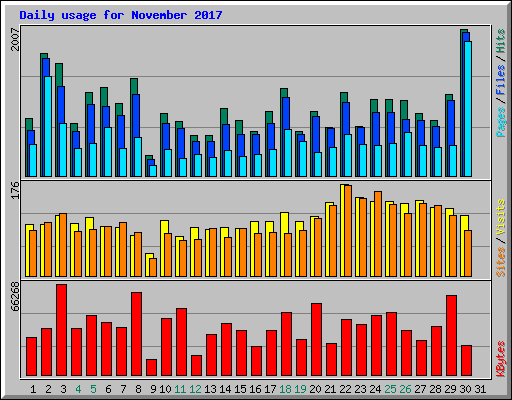 Daily usage for November 2017
2007
Pages / Files / Hits
176
Sites / Visits
66268
KBytes
1 2 3 4 5 6 7 8 9 10 11 12 13 14 15 16 17 18 19 20 21 22 23 24 25 26 27 28 29 30 31